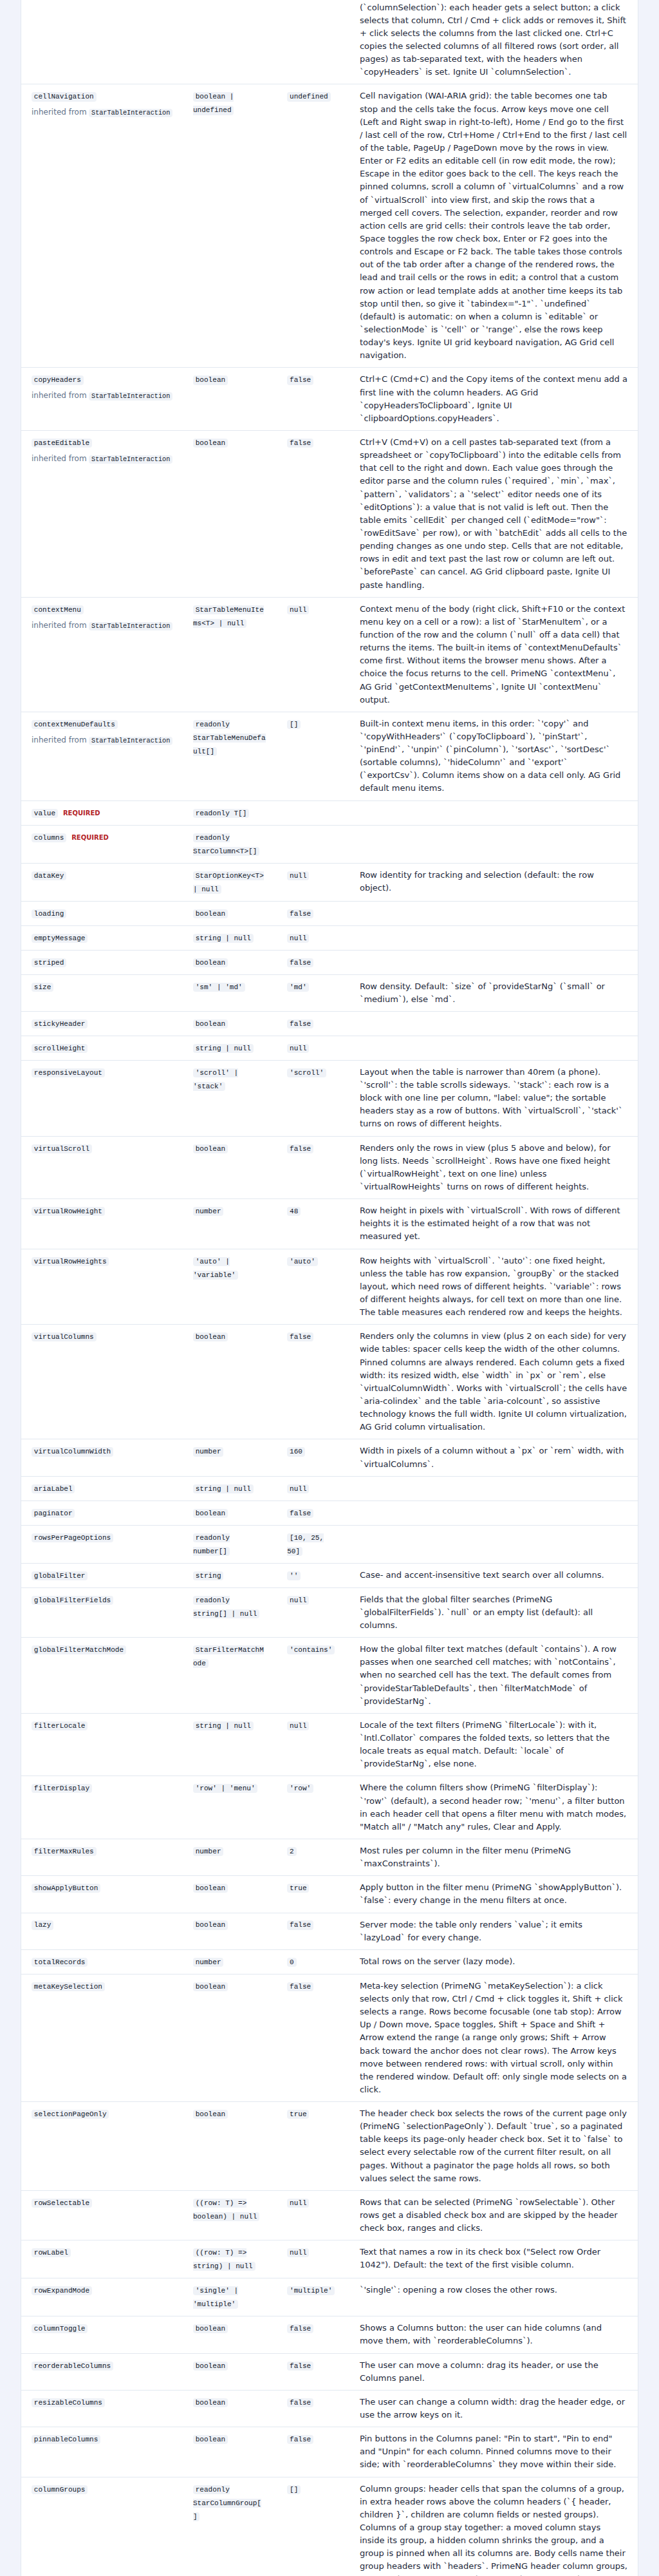 (`columnSelection`): each header gets a select button; a click
selects that column, Ctrl / Cmd + click adds or removes it, Shift
+ click selects the columns from the last clicked one. Ctrl+C
copies the selected columns of all filtered rows (sort order, all
pages) as tab-separated text, with the headers when
`copyHeaders` is set. Ignite UI `columnSelection`.
cellNavigation
inherited from StarTableInteraction
boolean |
undefined
undefined
Cell navigation (WAI-ARIA grid): the table becomes one tab
stop and the cells take the focus. Arrow keys move one cell
(Left and Right swap in right-to-left), Home / End go to the first
/ last cell of the row, Ctrl+Home / Ctrl+End to the first / last cell
of the table, PageUp / PageDown move by the rows in view.
Enter or F2 edits an editable cell (in row edit mode, the row);
Escape in the editor goes back to the cell. The keys reach the
pinned columns, scroll a column of `virtualColumns` and a row
of `virtualScroll` into view first, and skip the rows that a
merged cell covers. The selection, expander, reorder and row
action cells are grid cells: their controls leave the tab order,
Space toggles the row check box, Enter or F2 goes into the
controls and Escape or F2 back. The table takes those controls
out of the tab order after a change of the rendered rows, the
lead and trail cells or the rows in edit; a control that a custom
row action or lead template adds at another time keeps its tab
stop until then, so give it `tabindex="-1"`. `undefined`
(default) is automatic: on when a column is `editable` or
`selectionMode` is `'cell'` or `'range'`, else the rows keep
today's keys. Ignite UI grid keyboard navigation, AG Grid cell
navigation.
copyHeaders
inherited from StarTableInteraction
boolean
false
Ctrl+C (Cmd+C) and the Copy items of the context menu add a
first line with the column headers. AG Grid
`copyHeadersToClipboard`, Ignite UI
`clipboardOptions.copyHeaders`.
pasteEditable
inherited from StarTableInteraction
boolean
false
Ctrl+V (Cmd+V) on a cell pastes tab-separated text (from a
spreadsheet or `copyToClipboard`) into the editable cells from
that cell to the right and down. Each value goes through the
editor parse and the column rules (`required`, `min`, `max`,
`pattern`, `validators`; a `'select'` editor needs one of its
`editOptions`): a value that is not valid is left out. Then the
table emits `cellEdit` per changed cell (`editMode="row"`:
`rowEditSave` per row), or with `batchEdit` adds all cells to the
pending changes as one undo step. Cells that are not editable,
rows in edit and text past the last row or column are left out.
`beforePaste` can cancel. AG Grid clipboard paste, Ignite UI
paste handling.
contextMenu
inherited from StarTableInteraction
StarTableMenuIte
ms<T> | null
null
Context menu of the body (right click, Shift+F10 or the context
menu key on a cell or a row): a list of `StarMenuItem`, or a
function of the row and the column (`null` off a data cell) that
returns the items. The built-in items of `contextMenuDefaults`
come first. Without items the browser menu shows. After a
choice the focus returns to the cell. PrimeNG `contextMenu`,
AG Grid `getContextMenuItems`, Ignite UI `contextMenu`
output.
contextMenuDefaults
inherited from StarTableInteraction
readonly
StarTableMenuDefa
ult[]
[]
Built-in context menu items, in this order: `'copy'` and
`'copyWithHeaders'` (`copyToClipboard`), `'pinStart'`,
`'pinEnd'`, `'unpin'` (`pinColumn`), `'sortAsc'`, `'sortDesc'`
(sortable columns), `'hideColumn'` and `'export'`
(`exportCsv`). Column items show on a data cell only. AG Grid
default menu items.
value REQUIRED
readonly T[]
columns REQUIRED
readonly
StarColumn<T>[]
dataKey
StarOptionKey<T>
| null
null
Row identity for tracking and selection (default: the row
object).
loading
boolean
false
emptyMessage
string | null
null
striped
boolean
false
size
'sm' | 'md'
'md'
Row density. Default: `size` of `provideStarNg` (`small` or
`medium`), else `md`.
stickyHeader
boolean
false
scrollHeight
string | null
null
responsiveLayout
'scroll' |
'stack'
'scroll'
Layout when the table is narrower than 40rem (a phone).
`'scroll'`: the table scrolls sideways. `'stack'`: each row is a
block with one line per column, "label: value"; the sortable
headers stay as a row of buttons. With `virtualScroll`, `'stack'`
turns on rows of different heights.
virtualScroll
boolean
false
Renders only the rows in view (plus 5 above and below), for
long lists. Needs `scrollHeight`. Rows have one fixed height
(`virtualRowHeight`, text on one line) unless
`virtualRowHeights` turns on rows of different heights.
virtualRowHeight
number
48
Row height in pixels with `virtualScroll`. With rows of different
heights it is the estimated height of a row that was not
measured yet.
virtualRowHeights
'auto' |
'variable'
'auto'
Row heights with `virtualScroll`. `'auto'`: one fixed height,
unless the table has row expansion, `groupBy` or the stacked
layout, which need rows of different heights. `'variable'`: rows
of different heights always, for cell text on more than one line.
The table measures each rendered row and keeps the heights.
virtualColumns
boolean
false
Renders only the columns in view (plus 2 on each side) for very
wide tables: spacer cells keep the width of the other columns.
Pinned columns are always rendered. Each column gets a fixed
width: its resized width, else `width` in `px` or `rem`, else
`virtualColumnWidth`. Works with `virtualScroll`; the cells have
`aria-colindex` and the table `aria-colcount`, so assistive
technology knows the full width. Ignite UI column virtualization,
AG Grid column virtualisation.
virtualColumnWidth
number
160
Width in pixels of a column without a `px` or `rem` width, with
`virtualColumns`.
ariaLabel
string | null
null
paginator
boolean
false
rowsPerPageOptions
readonly
number[]
[10, 25,
50]
globalFilter
string
''
Case- and accent-insensitive text search over all columns.
globalFilterFields
readonly
string[] | null
null
Fields that the global filter searches (PrimeNG
`globalFilterFields`). `null` or an empty list (default): all
columns.
globalFilterMatchMode
StarFilterMatchM
ode
'contains'
How the global filter text matches (default `contains`). A row
passes when one searched cell matches; with `notContains`,
when no searched cell has the text. The default comes from
`provideStarTableDefaults`, then `filterMatchMode` of
`provideStarNg`.
filterLocale
string | null
null
Locale of the text filters (PrimeNG `filterLocale`): with it,
`Intl.Collator` compares the folded texts, so letters that the
locale treats as equal match. Default: `locale` of
`provideStarNg`, else none.
filterDisplay
'row' | 'menu'
'row'
Where the column filters show (PrimeNG `filterDisplay`):
`'row'` (default), a second header row; `'menu'`, a filter button
in each header cell that opens a filter menu with match modes,
"Match all" / "Match any" rules, Clear and Apply.
filterMaxRules
number
2
Most rules per column in the filter menu (PrimeNG
`maxConstraints`).
showApplyButton
boolean
true
Apply button in the filter menu (PrimeNG `showApplyButton`).
`false`: every change in the menu filters at once.
lazy
boolean
false
Server mode: the table only renders `value`; it emits
`lazyLoad` for every change.
totalRecords
number
0
Total rows on the server (lazy mode).
metaKeySelection
boolean
false
Meta-key selection (PrimeNG `metaKeySelection`): a click
selects only that row, Ctrl / Cmd + click toggles it, Shift + click
selects a range. Rows become focusable (one tab stop): Arrow
Up / Down move, Space toggles, Shift + Space and Shift +
Arrow extend the range (a range only grows; Shift + Arrow
back toward the anchor does not clear rows). The Arrow keys
move between rendered rows: with virtual scroll, only within
the rendered window. Default off: only single mode selects on a
click.
selectionPageOnly
boolean
true
The header check box selects the rows of the current page only
(PrimeNG `selectionPageOnly`). Default `true`, so a paginated
table keeps its page-only header check box. Set it to `false` to
select every selectable row of the current filter result, on all
pages. Without a paginator the page holds all rows, so both
values select the same rows.
rowSelectable
((row: T) =>
boolean) | null
null
Rows that can be selected (PrimeNG `rowSelectable`). Other
rows get a disabled check box and are skipped by the header
check box, ranges and clicks.
rowLabel
((row: T) =>
string) | null
null
Text that names a row in its check box ("Select row Order
1042"). Default: the text of the first visible column.
rowExpandMode
'single' |
'multiple'
'multiple'
`'single'`: opening a row closes the other rows.
columnToggle
boolean
false
Shows a Columns button: the user can hide columns (and
move them, with `reorderableColumns`).
reorderableColumns
boolean
false
The user can move a column: drag its header, or use the
Columns panel.
resizableColumns
boolean
false
The user can change a column width: drag the header edge, or
use the arrow keys on it.
pinnableColumns
boolean
false
Pin buttons in the Columns panel: "Pin to start", "Pin to end"
and "Unpin" for each column. Pinned columns move to their
side; with `reorderableColumns` they move within their side.
columnGroups
readonly
StarColumnGroup[
]
[]
Column groups: header cells that span the columns of a group,
in extra header rows above the column headers (`{ header,
children }`, children are column fields or nested groups).
Columns of a group stay together: a moved column stays
inside its group, a hidden column shrinks the group, and a
group is pinned when all its columns are. Body cells name their
group headers with `headers`. PrimeNG header column groups,